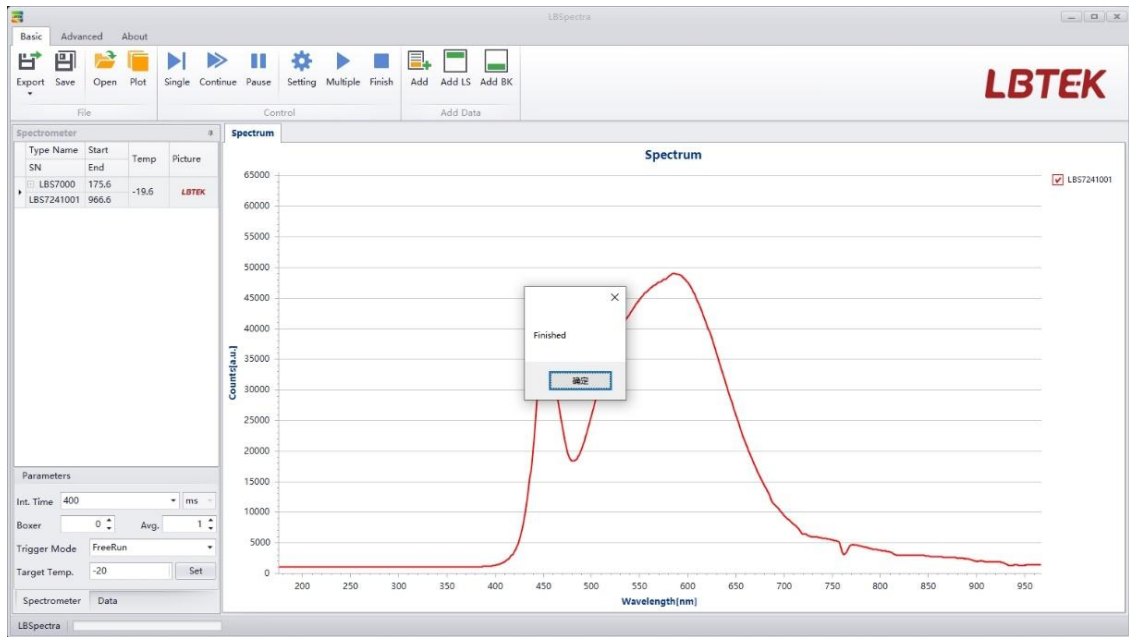 LBSpectra
Basic Advanced About
Export Save Open Plot Single Continue Pause Setting Multiple Finish Add Add LS Add BK
File Control Add Data
LBTEK
Spectrometer
Type Name Start Temp Picture
SN End
LBS7000 175.6 -19.6 LBTEK
LBS7241001 966.6
Parameters
Int. Time 400 ms
Boxer 0 Avg. 1
Trigger Mode FreeRun
Target Temp. -20 Set
Spectrometer Data
LBSpectra
Spectrum
Spectrum
LBS7241001
65000
60000
55000
50000
45000
40000
35000
30000
25000
20000
15000
10000
5000
0
Counts[a.u.]
200 250 300 350 400 450 500 550 600 650 700 750 800 850 900 950
Wavelength[nm]
Finished
确定